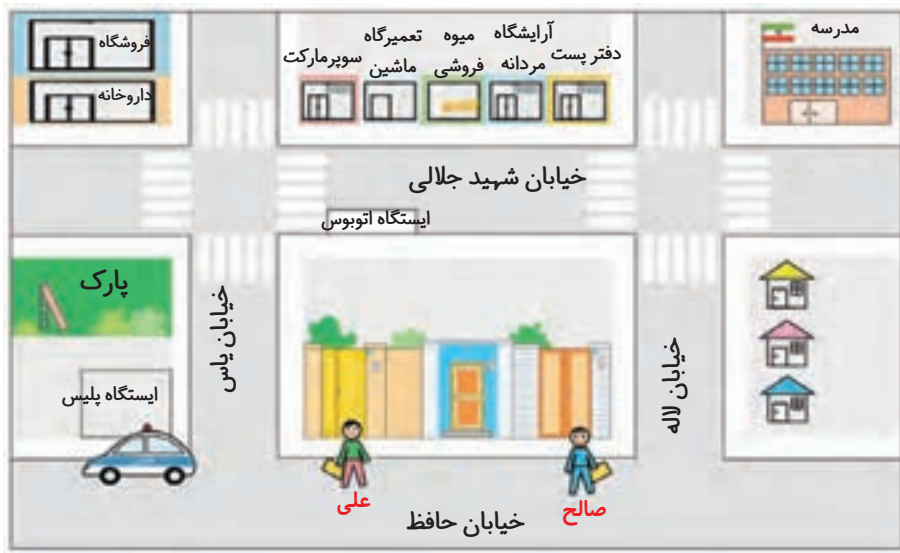 مدرسه
دفتر پست
آرایشگاه
مردانه
میوه
فروشی
تعمیرگاه
ماشین
سوپرمارکت
فروشگاه
داروخانه
خیابان شهید جلالی
ایستگاه اتوبوس
پارک
خیابان یاس
خیابان لاله
ایستگاه پلیس
صالح
علی
خیابان حافظ